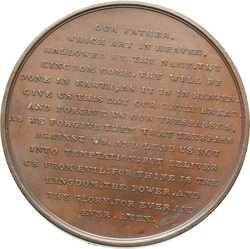 OUR FATHER,
WHICH ART IN HEAVEN,
HALLOWED BE THY NAME, THY
KINGDOM COME, THY WILL BE
DONE IN EARTH, AS IT IS IN HEAVEN,
GIVE US THIS DAY OUR DAILY BREAD,
AND FORGIVE US OUR TRESPASSES,
AS WE FORGIVE THEM THAT TRESPASS
AGAINST US, AND LEAD US NOT
INTO TEMPTATION: BUT DELIVER
US FROM EVIL: FOR THINE IS THE
KINGDOM, THE POWER, AND
THE GLORY, FOR EVER AND
EVER. AMEN.